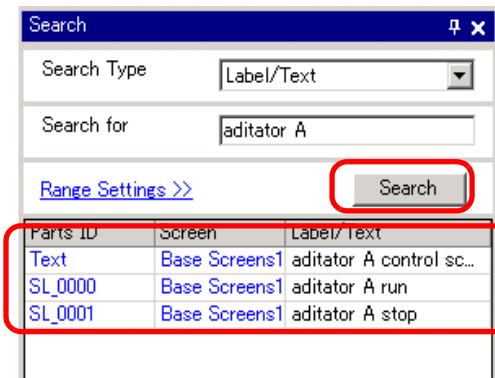 Search
Search Type Label/Text
Search for aditator A
Range Settings >> Search
Parts ID Screen Label/Text
Text Base Screens1 aditator A control sc...
SL_0000 Base Screens1 aditator A run
SL_0001 Base Screens1 aditator A stop